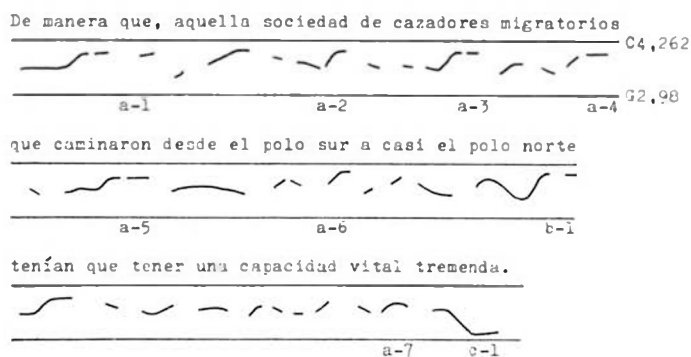 De manera que, aquella sociedad de cazadores migratorios
C4,262
G2,98
a-1 a-2 a-3 a-4
que caminaron desde el polo sur a casi el polo norte
a-5 a-6 b-1
tenían que tener una capacidad vital tremenda.
a-7 c-1